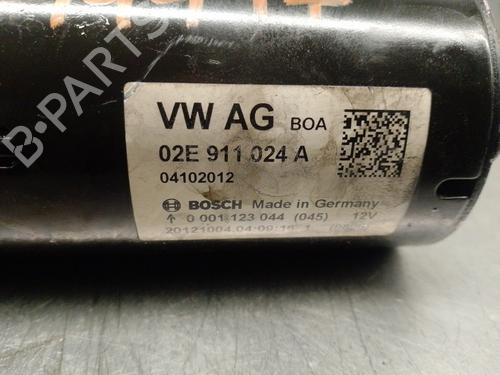 B-PARTS
VW AG BOA
02E 911 024 A
04102012
BOSCH Made in Germany
0 001 123 044 (045) 12V
20121004 04:09:16 1